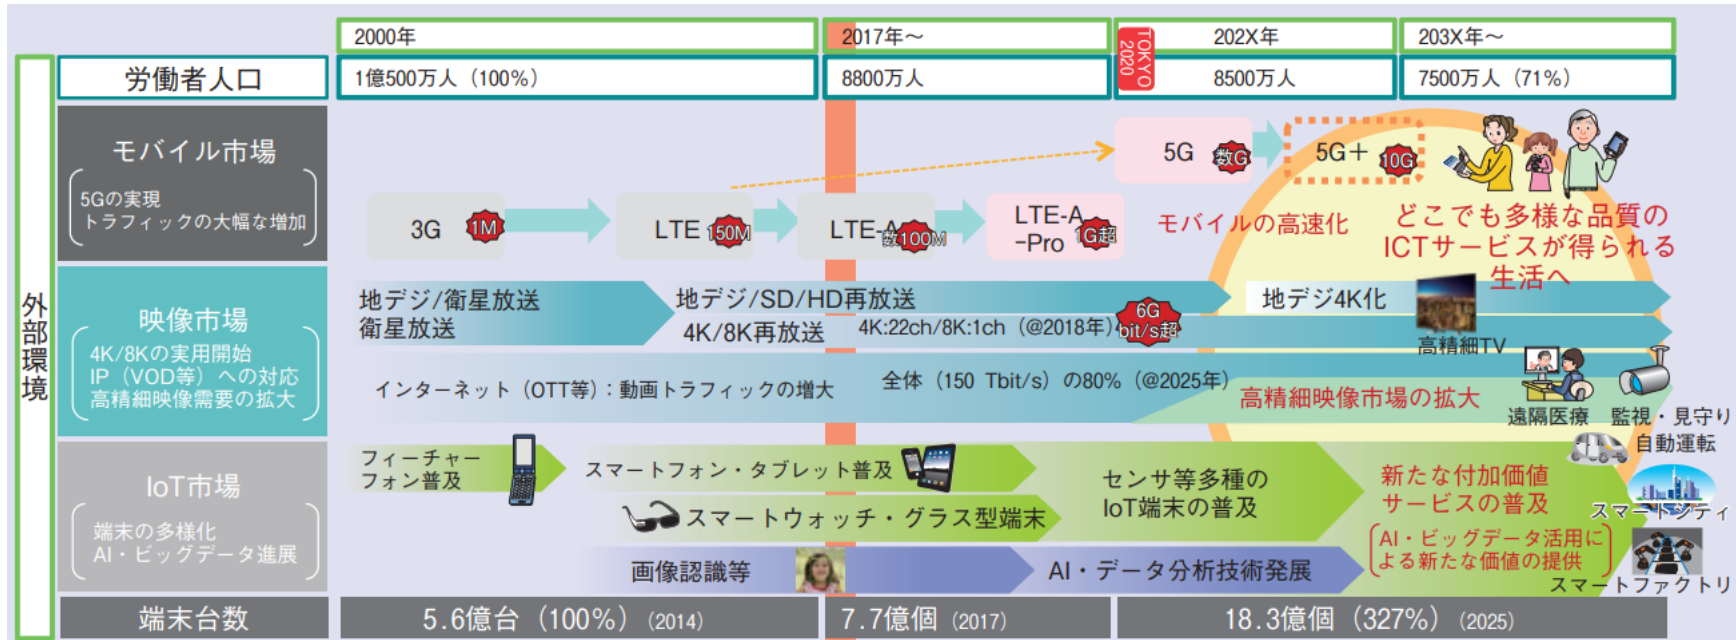 2000年
2017年～
TOKYO 2020
202X年
203X年～
外部環境
労働者人口
1億500万人（100%）
8800万人
8500万人
7500万人（71%）
モバイル市場
5Gの実現
トラフィックの大幅な増加
3G
1M
LTE
150M
LTE-A
数100M
LTE-A
-Pro
1G超
5G
数G
5G＋
10G
モバイルの高速化
どこでも多様な品質の
ICTサービスが得られる
生活へ
映像市場
4K/8Kの実用開始
IP（VOD等）への対応
高精細映像需要の拡大
地デジ/衛星放送
衛星放送
地デジ/SD/HD再放送
4K/8K再放送
4K:22ch/8K:1ch（@2018年）
6G
bit/s超
地デジ4K化
高精細TV
インターネット（OTT等）：動画トラフィックの増大
全体（150 Tbit/s）の80%（@2025年）
高精細映像市場の拡大
遠隔医療
監視・見守り
IoT市場
端末の多様化
AI・ビッグデータ進展
フィーチャー
フォン普及
スマートフォン・タブレット普及
スマートウォッチ・グラス型端末
画像認識等
センサ等多種の
IoT端末の普及
AI・データ分析技術発展
新たな付加価値
サービスの普及
AI・ビッグデータ活用に
よる新たな価値の提供
自動運転
スマートシティ
スマートファクトリ
端末台数
5.6億台（100%）（2014）
7.7億個（2017）
18.3億個（327%）（2025）